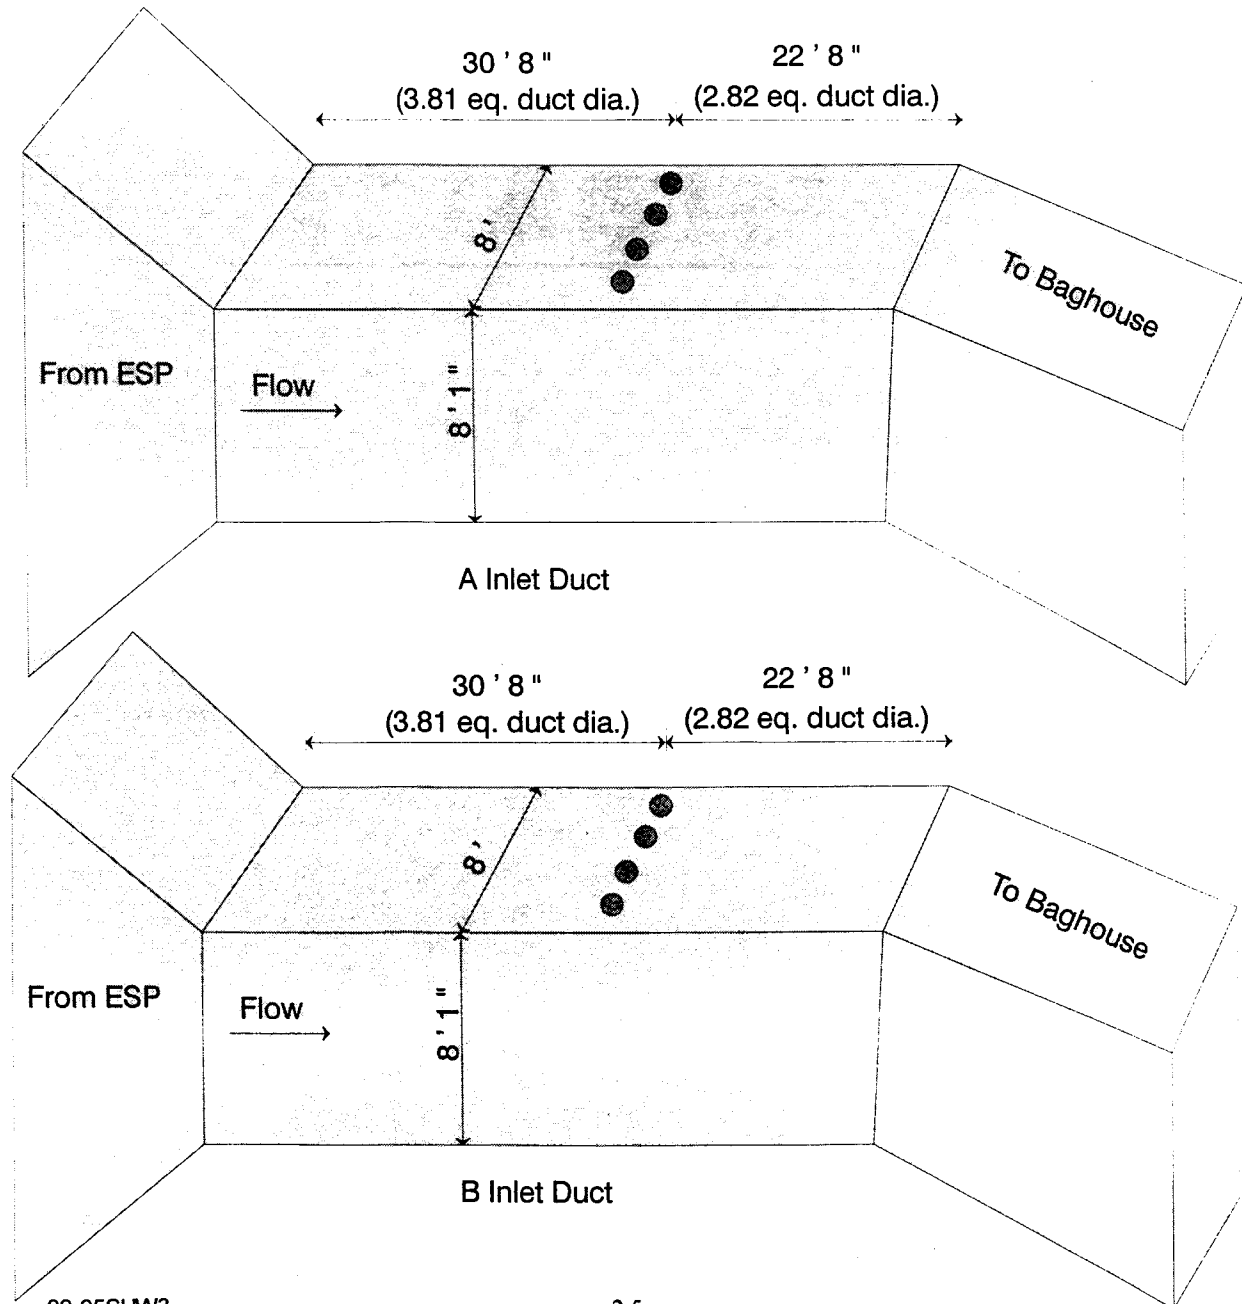 30 ' 8 "
(3.81 eq. duct dia.)
22 ' 8 "
(2.82 eq. duct dia.)
8 '
To Baghouse
From ESP
Flow
8 ' 1 "
A Inlet Duct
30 ' 8 "
(3.81 eq. duct dia.)
22 ' 8 "
(2.82 eq. duct dia.)
8 '
To Baghouse
From ESP
Flow
8 ' 1 "
B Inlet Duct